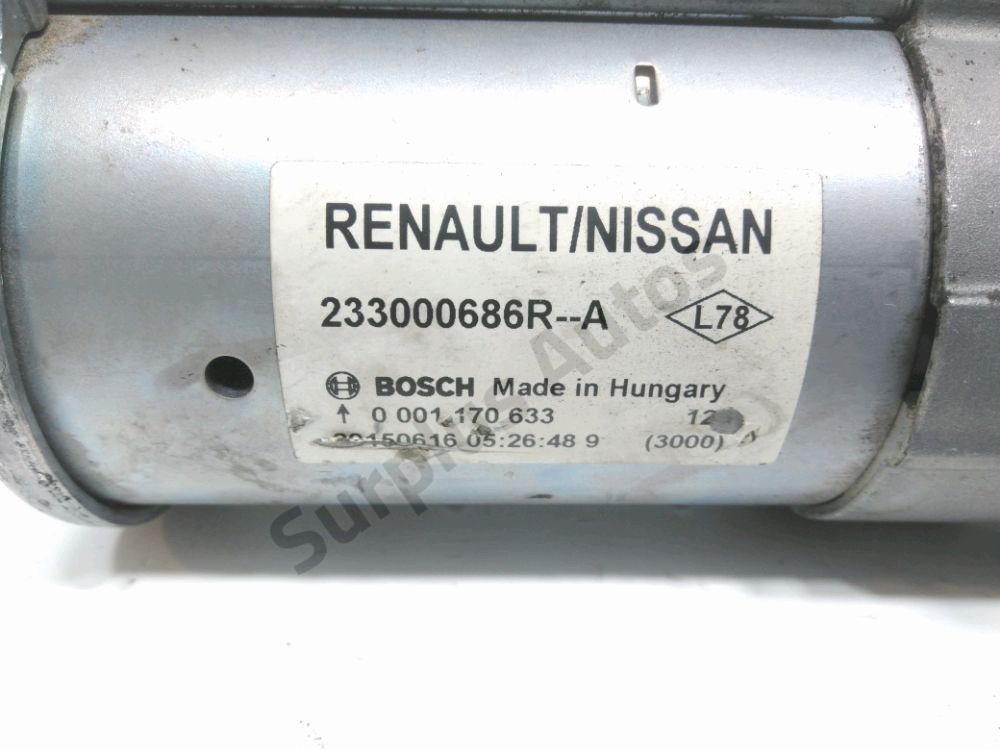 RENAULT/NISSAN
233000686R--A L78
BOSCH Made in Hungary
0 001 170 633
20150616 05:26:48 9 (3000)
Surplus Autos